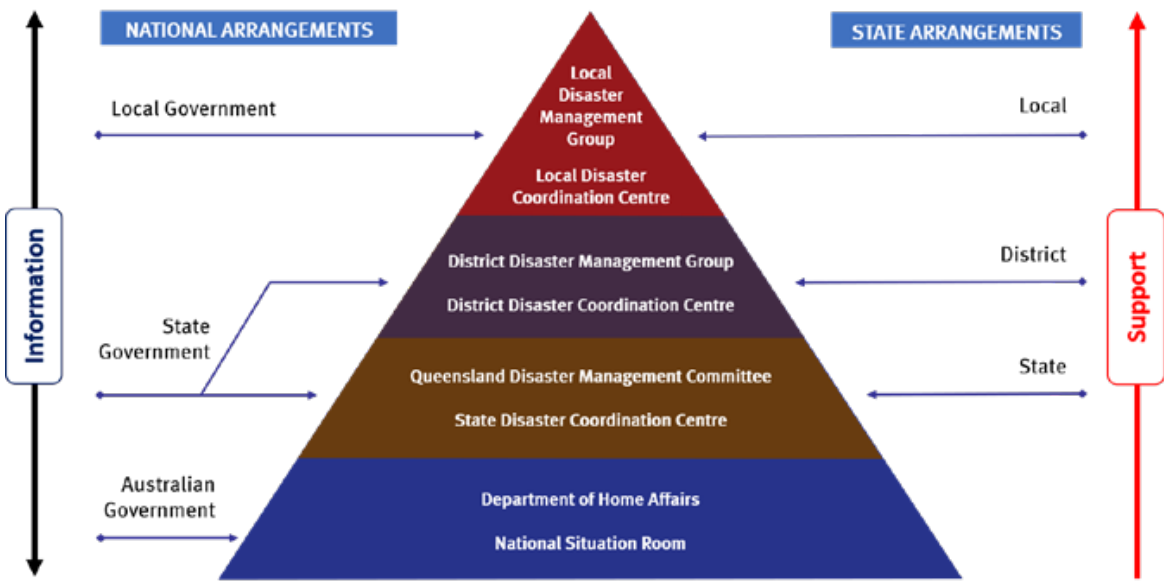 NATIONAL ARRANGEMENTS
STATE ARRANGEMENTS
Local
Disaster
Management
Group
Local Disaster
Coordination Centre
Local Government
Local
Information
Support
District Disaster Management Group
District Disaster Coordination Centre
District
State
Government
Queensland Disaster Management Committee
State Disaster Coordination Centre
State
Australian
Government
Department of Home Affairs
National Situation Room